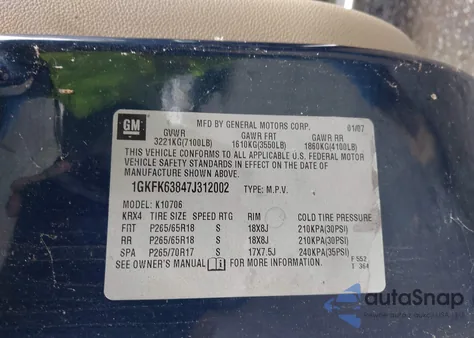 MFD BY GENERAL MOTORS CORP. 01/07
GM GVWR GAWR FRT GAWR RR
3221KG(7100LB) 1610KG(3550LB) 1860KG(4100LB)
THIS VEHICLE CONFORMS TO ALL APPLICABLE U.S. FEDERAL MOTOR
VEHICLE SAFETY STANDARDS IN EFFECT ON THE DATE OF
MANUFACTURE SHOWN ABOVE.
1GKFK63847J312002 TYPE: M.P.V.
MODEL: K10706
KRX4 TIRE SIZE SPEED RTG RIM COLD TIRE PRESSURE
FRT P265/65R18 S 18X8J 210KPA(30PSI)
RR P265/65R18 S 18X8J 210KPA(30PSI)
SPA P265/70R17 S 17X7.5J 240KPA(35PSI)
SEE OWNER'S MANUAL i FOR MORE INFORMATION. F 552
T 364
autoSnap